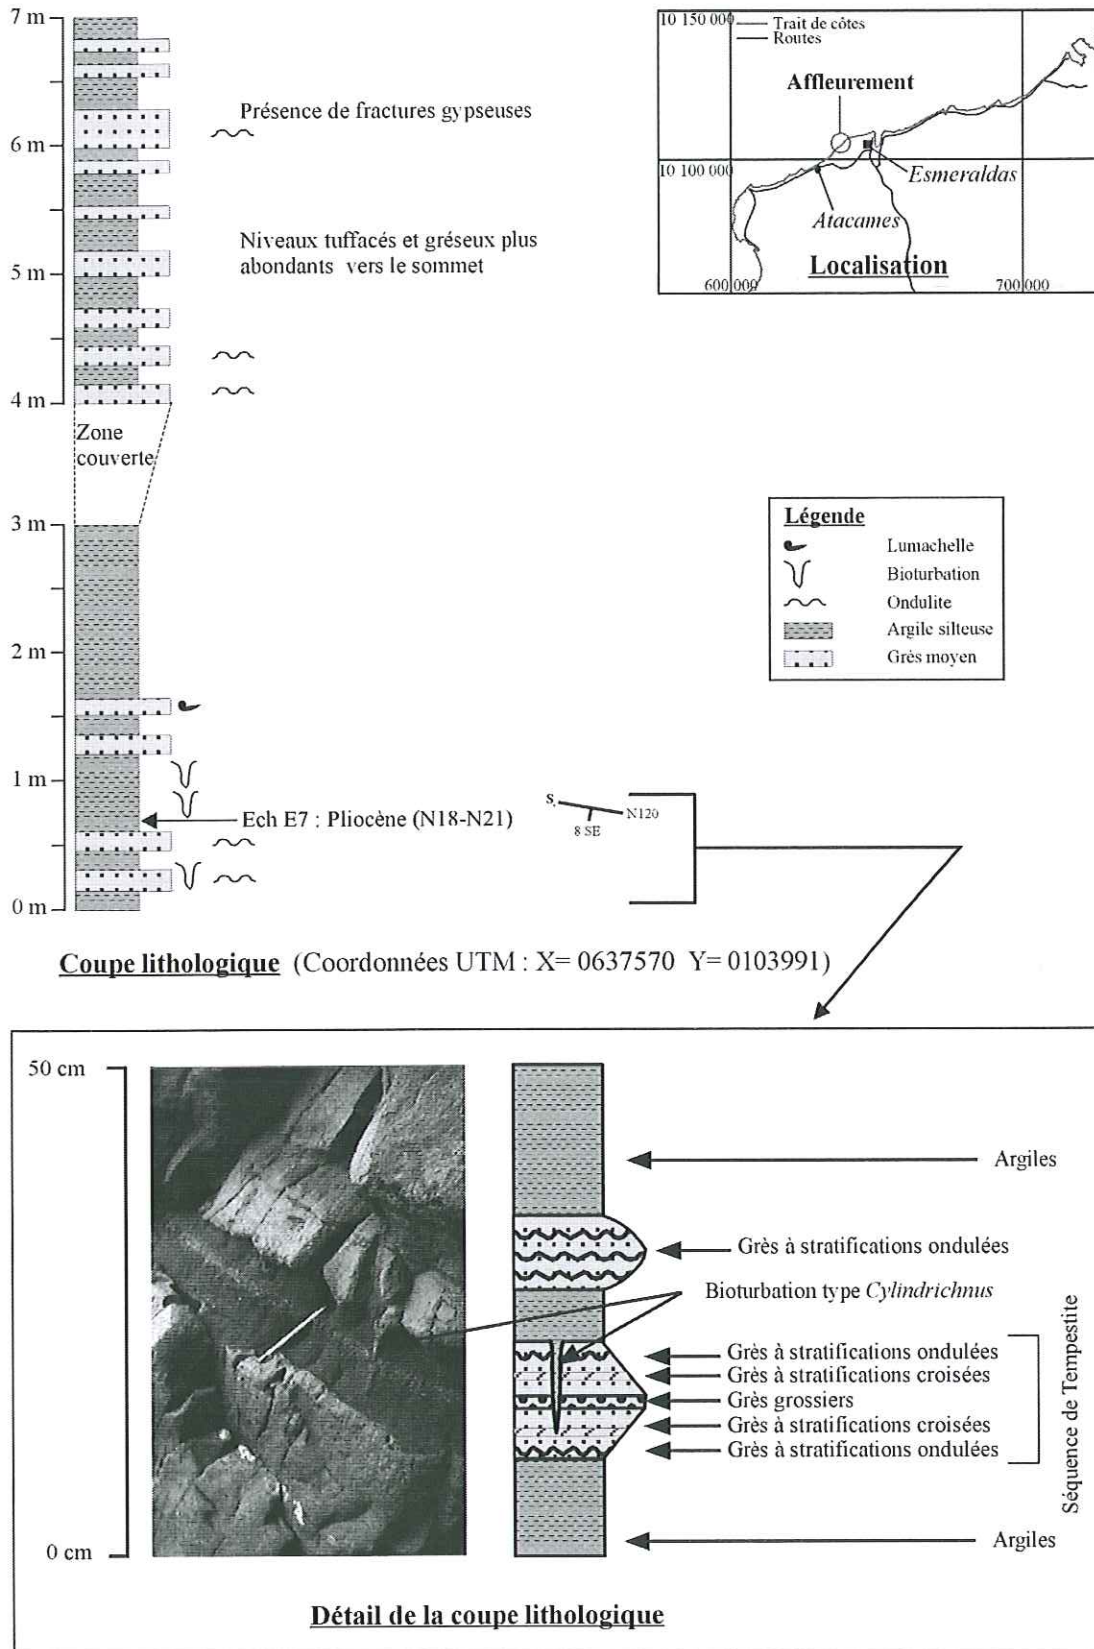 7 m
Présence de fractures gypseuses
6 m
Niveaux tuffacés et gréseux plus
abondants vers le sommet
5 m
4 m
Zone
couverte
3 m
2 m
1 m
Ech E7 : Pliocène (N18-N21)
S.
N120
8 SE
0 m
10 150 000
Trait de côtes
Routes
Affleurement
10 100 000
Esmeraldas
Atacames
Localisation
600 000
700 000
Légende
Lumachelle
Bioturbation
Ondulite
Argile silteuse
Grès moyen
Coupe lithologique (Coordonnées UTM : X= 0637570 Y= 0103991)
50 cm
Argiles
Grès à stratifications ondulées
Bioturbation type Cylindrichnus
Grès à stratifications ondulées
Grès à stratifications croisées
Grès grossiers
Grès à stratifications croisées
Grès à stratifications ondulées
Séquence de Tempestite
0 cm
Argiles
Détail de la coupe lithologique